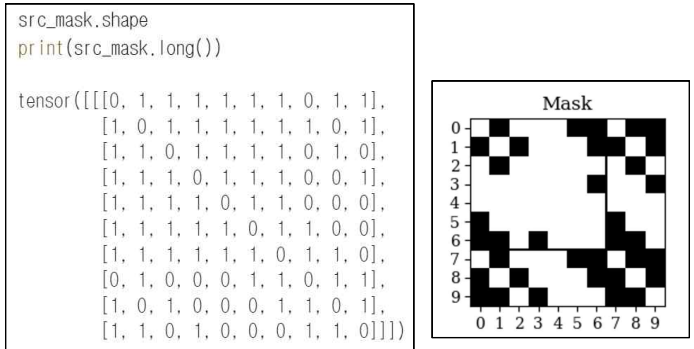 src_mask.shape
print(src_mask.long())
tensor([[[0, 1, 1, 1, 1, 1, 1, 0, 1, 1],
[1, 0, 1, 1, 1, 1, 1, 1, 0, 1],
[1, 1, 0, 1, 1, 1, 1, 0, 1, 0],
[1, 1, 1, 0, 1, 1, 1, 0, 0, 1],
[1, 1, 1, 1, 0, 1, 1, 0, 0, 0],
[1, 1, 1, 1, 1, 0, 1, 1, 0, 0],
[1, 1, 1, 1, 1, 1, 0, 1, 1, 0],
[0, 1, 0, 0, 0, 1, 1, 0, 1, 1],
[1, 0, 1, 0, 0, 0, 1, 1, 0, 1],
[1, 1, 0, 1, 0, 0, 0, 1, 1, 0]]])
Mask
0
1
2
3
4
5
6
7
8
9
0 1 2 3 4 5 6 7 8 9